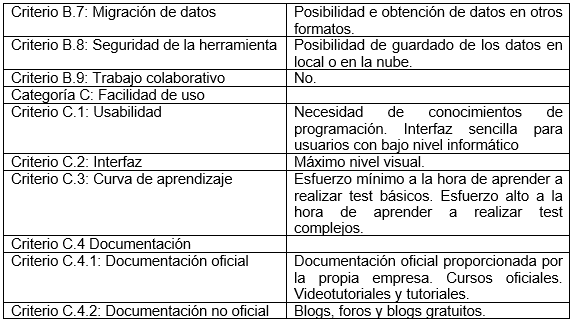 Criterio B.7: Migración de datos
Posibilidad e obtención de datos en otros
formatos.
Criterio B.8: Seguridad de la herramienta
Posibilidad de guardado de los datos en
local o en la nube.
Criterio B.9: Trabajo colaborativo
No.
Categoría C: Facilidad de uso
Criterio C.1: Usabilidad
Necesidad de conocimientos de
programación. Interfaz sencilla para
usuarios con bajo nivel informático
Criterio C.2: Interfaz
Máximo nivel visual.
Criterio C.3: Curva de aprendizaje
Esfuerzo mínimo a la hora de aprender a
realizar test básicos. Esfuerzo alto a la
hora de aprender a realizar test
complejos.
Criterio C.4 Documentación
Criterio C.4.1: Documentación oficial
Documentación oficial proporcionada por
la propia empresa. Cursos oficiales.
Videotutoriales y tutoriales.
Criterio C.4.2: Documentación no oficial
Blogs, foros y blogs gratuitos.